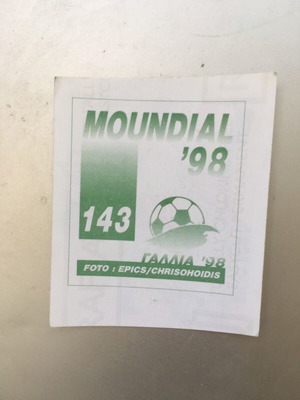 MOUNDIAL
'98
143
ΓΑΛΛΙΑ '98
FOTO : EPICS/CHRISOHOIDIS